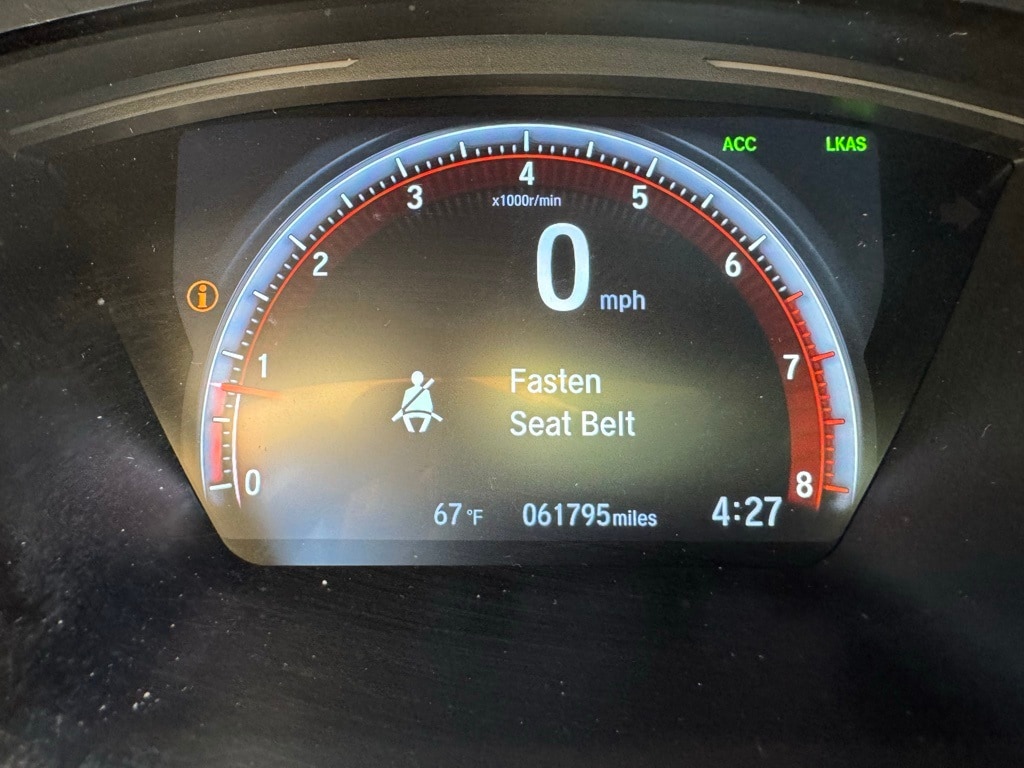 ACC LKAS
4
3 5
x1000r/min
2 6
0 mph
1 7
Fasten
Seat Belt
0 8
67 °F 061795 miles 4:27